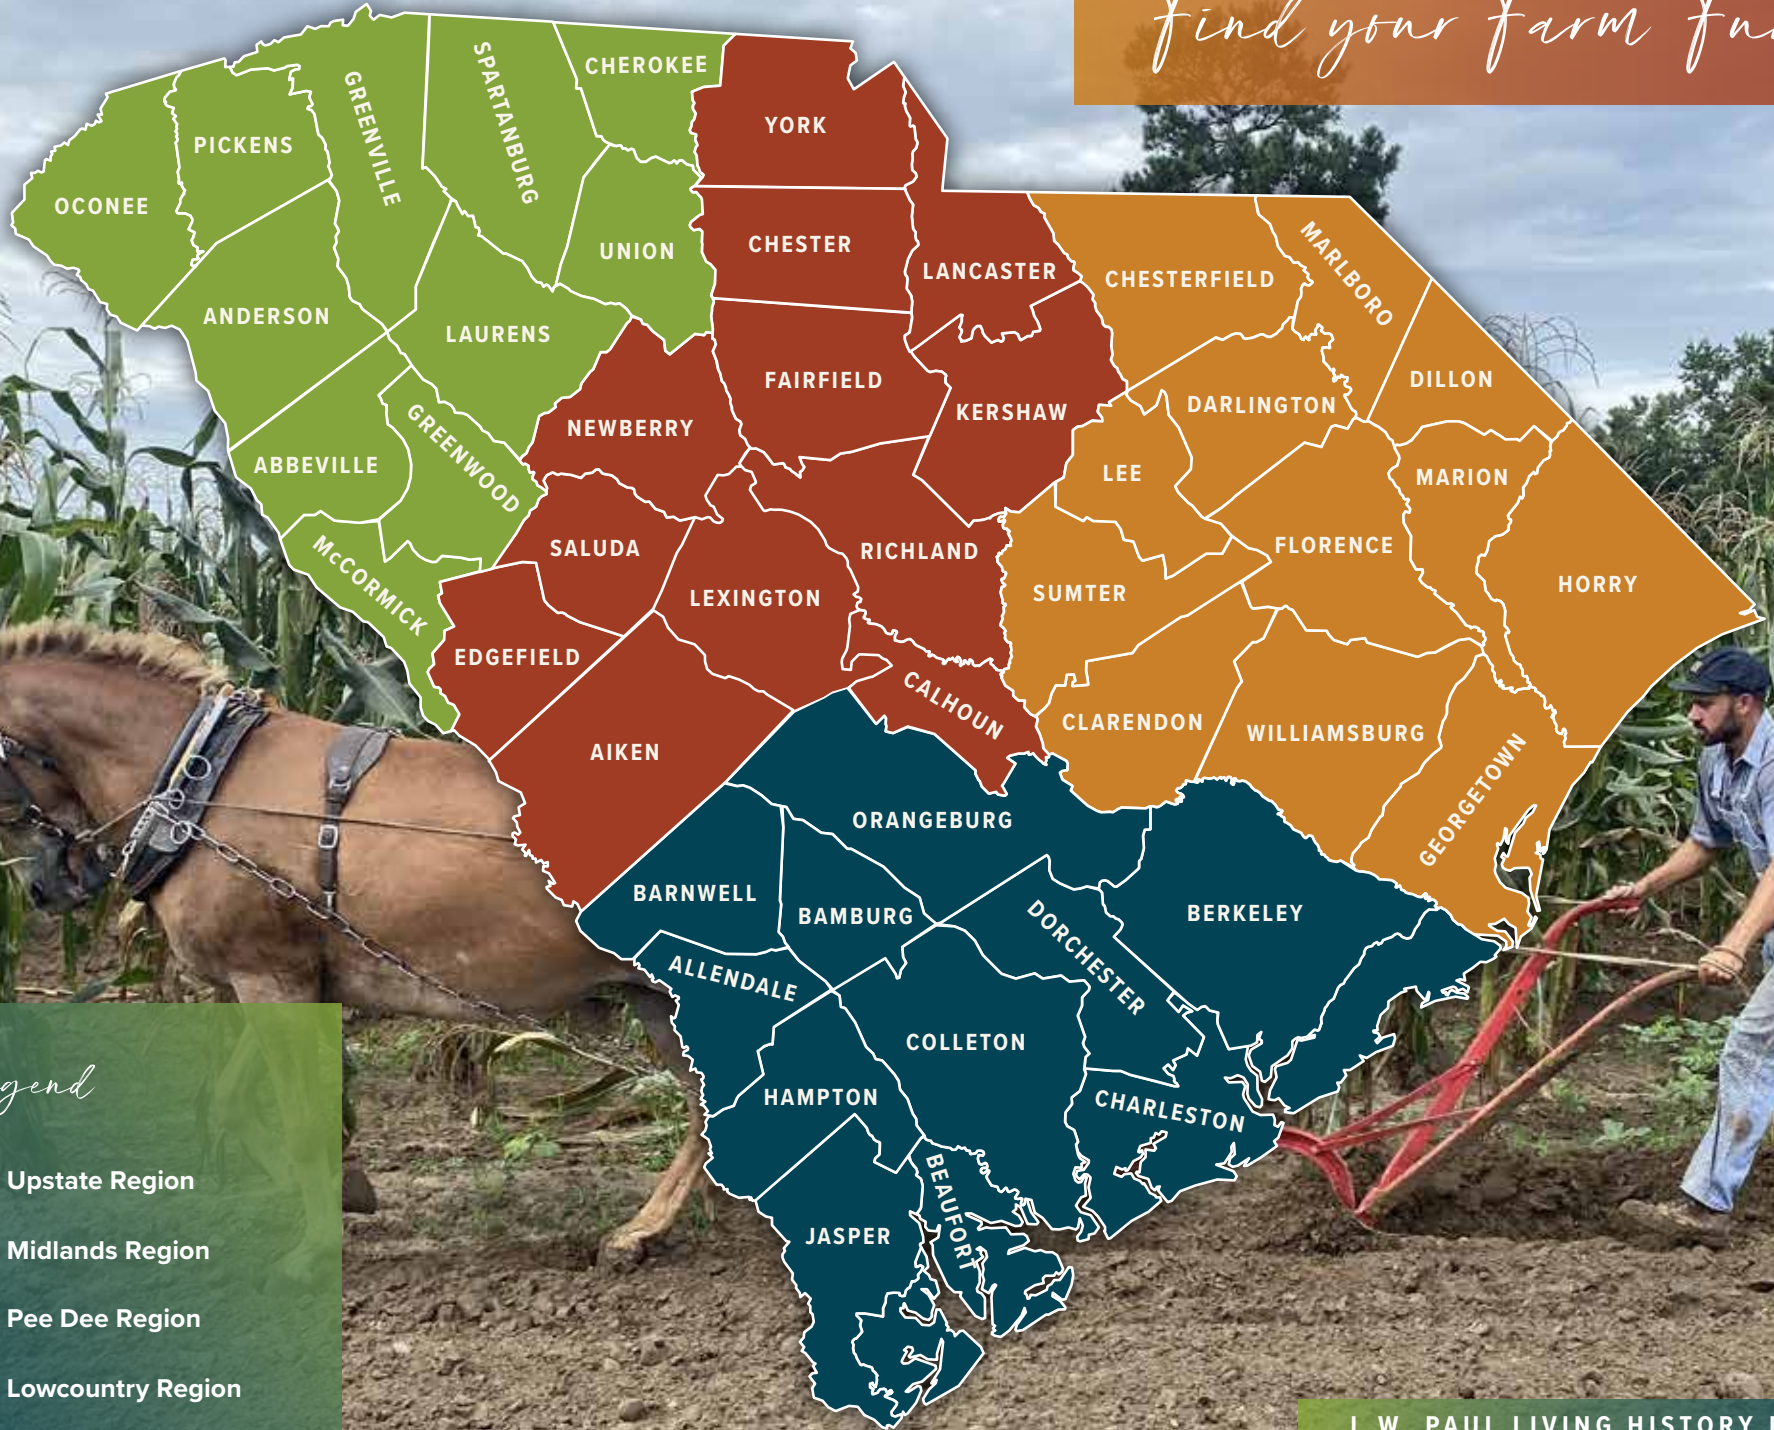 Find your Farm
CHEROKEE
SPARTANBURG
GREENVILLE
YORK
PICKENS
OCONEE
UNION
CHESTER
LANCASTER
CHESTERFIELD
MARLBORO
ANDERSON
LAURENS
FAIRFIELD
DILLON
KERSHAW
DARLINGTON
NEWBERRY
GREENWOOD
ABBEVILLE
LEE
MARION
SALUDA
RICHLAND
FLORENCE
McCORMICK
LEXINGTON
SUMTER
HORRY
EDGEFIELD
CALHOUN
CLARENDON
WILLIAMSBURG
AIKEN
GEORGETOWN
ORANGEBURG
BARNWELL
BAMBURG
BERKELEY
DORCHESTER
ALLENDALE
COLLETON
HAMPTON
CHARLESTON
BEAUFORT
JASPER
gend
Upstate Region
Midlands Region
Pee Dee Region
Lowcountry Region
L.W. PAUL LIVING HISTORY